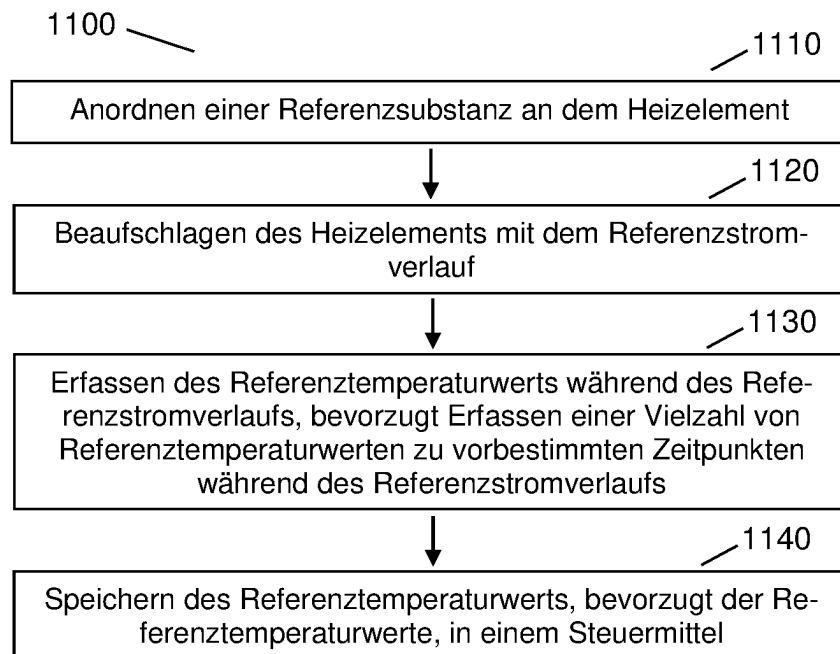 1100
1110
Anordnen einer Referenzsubstanz an dem Heizelement
1120
Beaufschlagen des Heizelements mit dem Referenzstrom-
verlauf
1130
Erfassen des Referenztemperaturwerts während des Refe-
renzstromverlaufs, bevorzugt Erfassen einer Vielzahl von
Referenztemperaturwerten zu vorbestimmten Zeitpunkten
während des Referenzstromverlaufs
1140
Speichern des Referenztemperaturwerts, bevorzugt der Re-
ferenztemperaturwerte, in einem Steuermittel